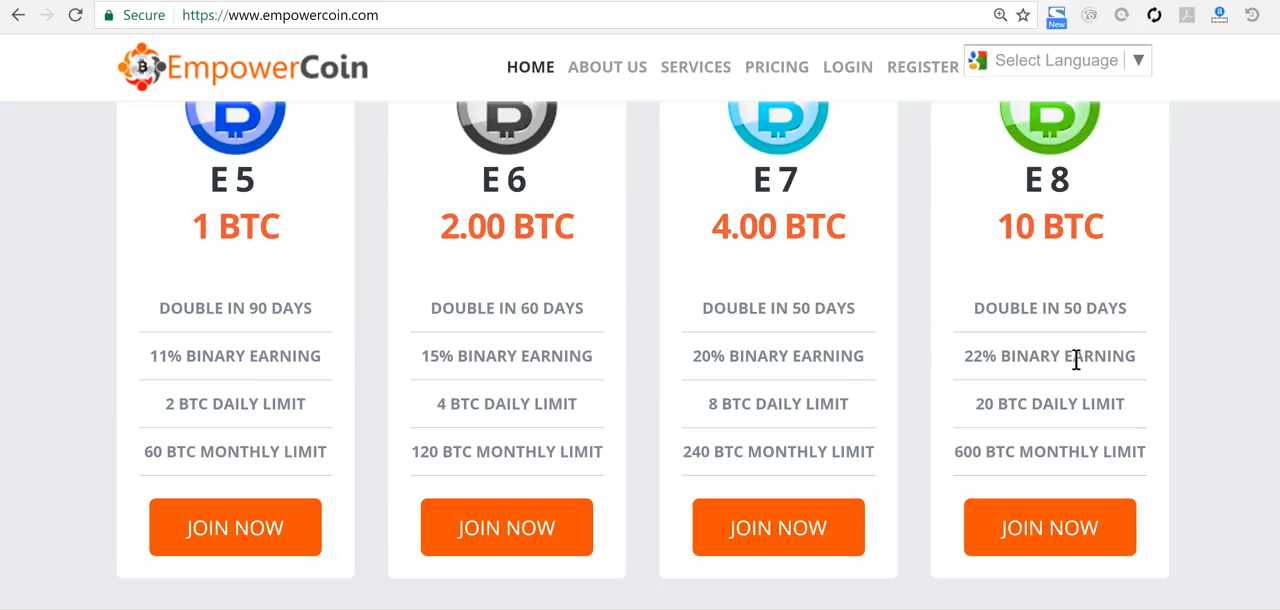 Secure https://www.empowercoin.com
New
EmpowerCoin
HOME ABOUT US SERVICES PRICING LOGIN REGISTER Select Language ▼
E 5 E 6 E 7 E 8
1 BTC 2.00 BTC 4.00 BTC 10 BTC
DOUBLE IN 90 DAYS DOUBLE IN 60 DAYS DOUBLE IN 50 DAYS DOUBLE IN 50 DAYS
11% BINARY EARNING 15% BINARY EARNING 20% BINARY EARNING 22% BINARY EARNING
2 BTC DAILY LIMIT 4 BTC DAILY LIMIT 8 BTC DAILY LIMIT 20 BTC DAILY LIMIT
60 BTC MONTHLY LIMIT 120 BTC MONTHLY LIMIT 240 BTC MONTHLY LIMIT 600 BTC MONTHLY LIMIT
JOIN NOW JOIN NOW JOIN NOW JOIN NOW